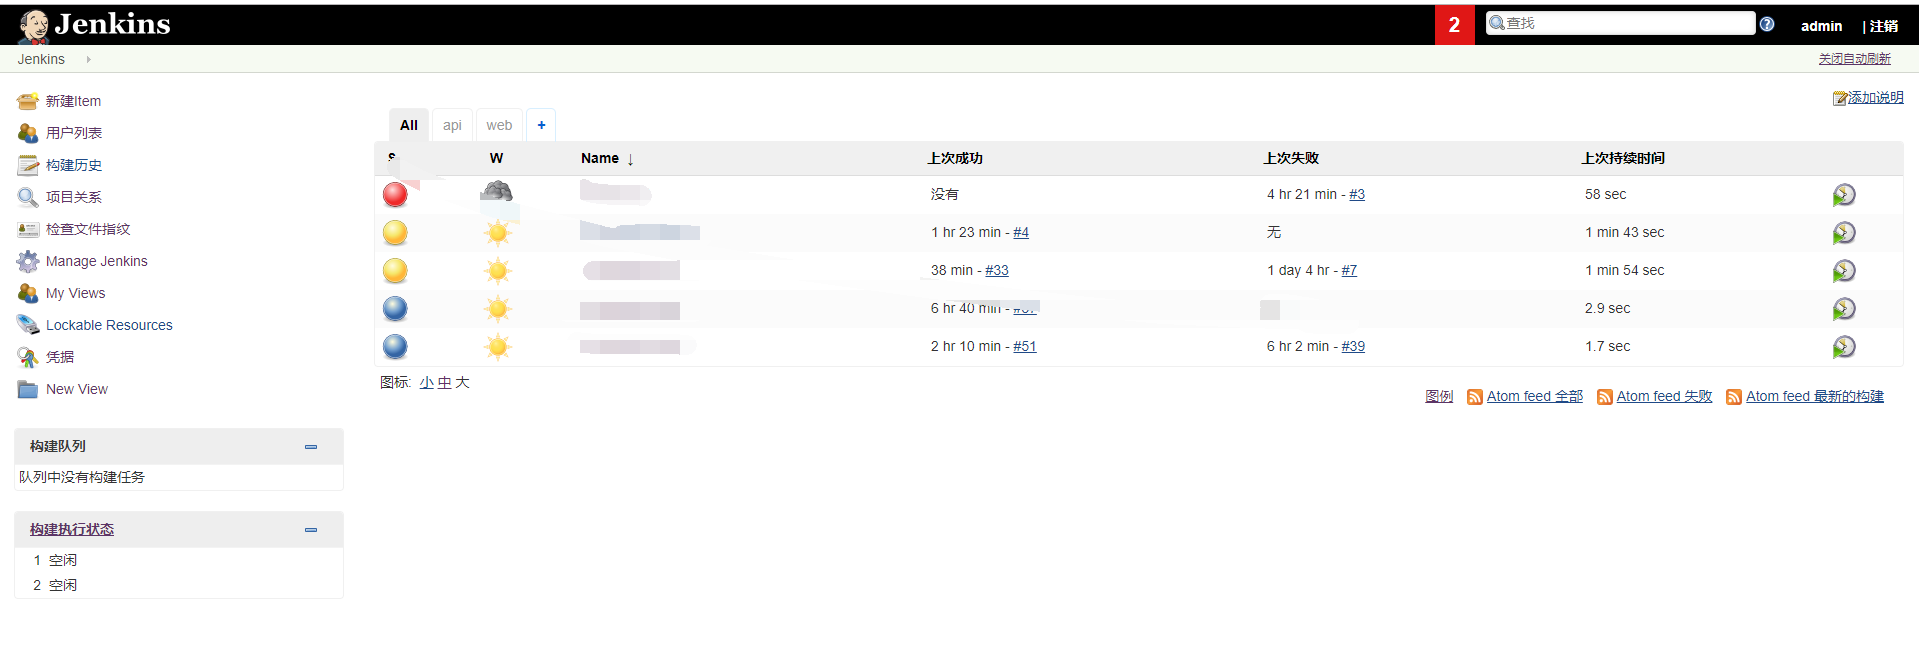 Jenkins
2 查找 admin | 注销
Jenkins 关闭自动刷新
添加说明
新建Item
用户列表
构建历史
项目关系
检查文件指纹
Manage Jenkins
My Views
Lockable Resources
凭据
New View
构建队列
队列中没有构建任务
构建执行状态
1 空闲
2 空闲
All api web +
W Name ↓ 上次成功 上次失败 上次持续时间
没有 4 hr 21 min - #3 58 sec
1 hr 23 min - #4 无 1 min 43 sec
38 min - #33 1 day 4 hr - #7 1 min 54 sec
6 hr 40 min - 2.9 sec
2 hr 10 min - #51 6 hr 2 min - #39 1.7 sec
图标: 小 中 大
图例 Atom feed 全部 Atom feed 失败 Atom feed 最新的构建